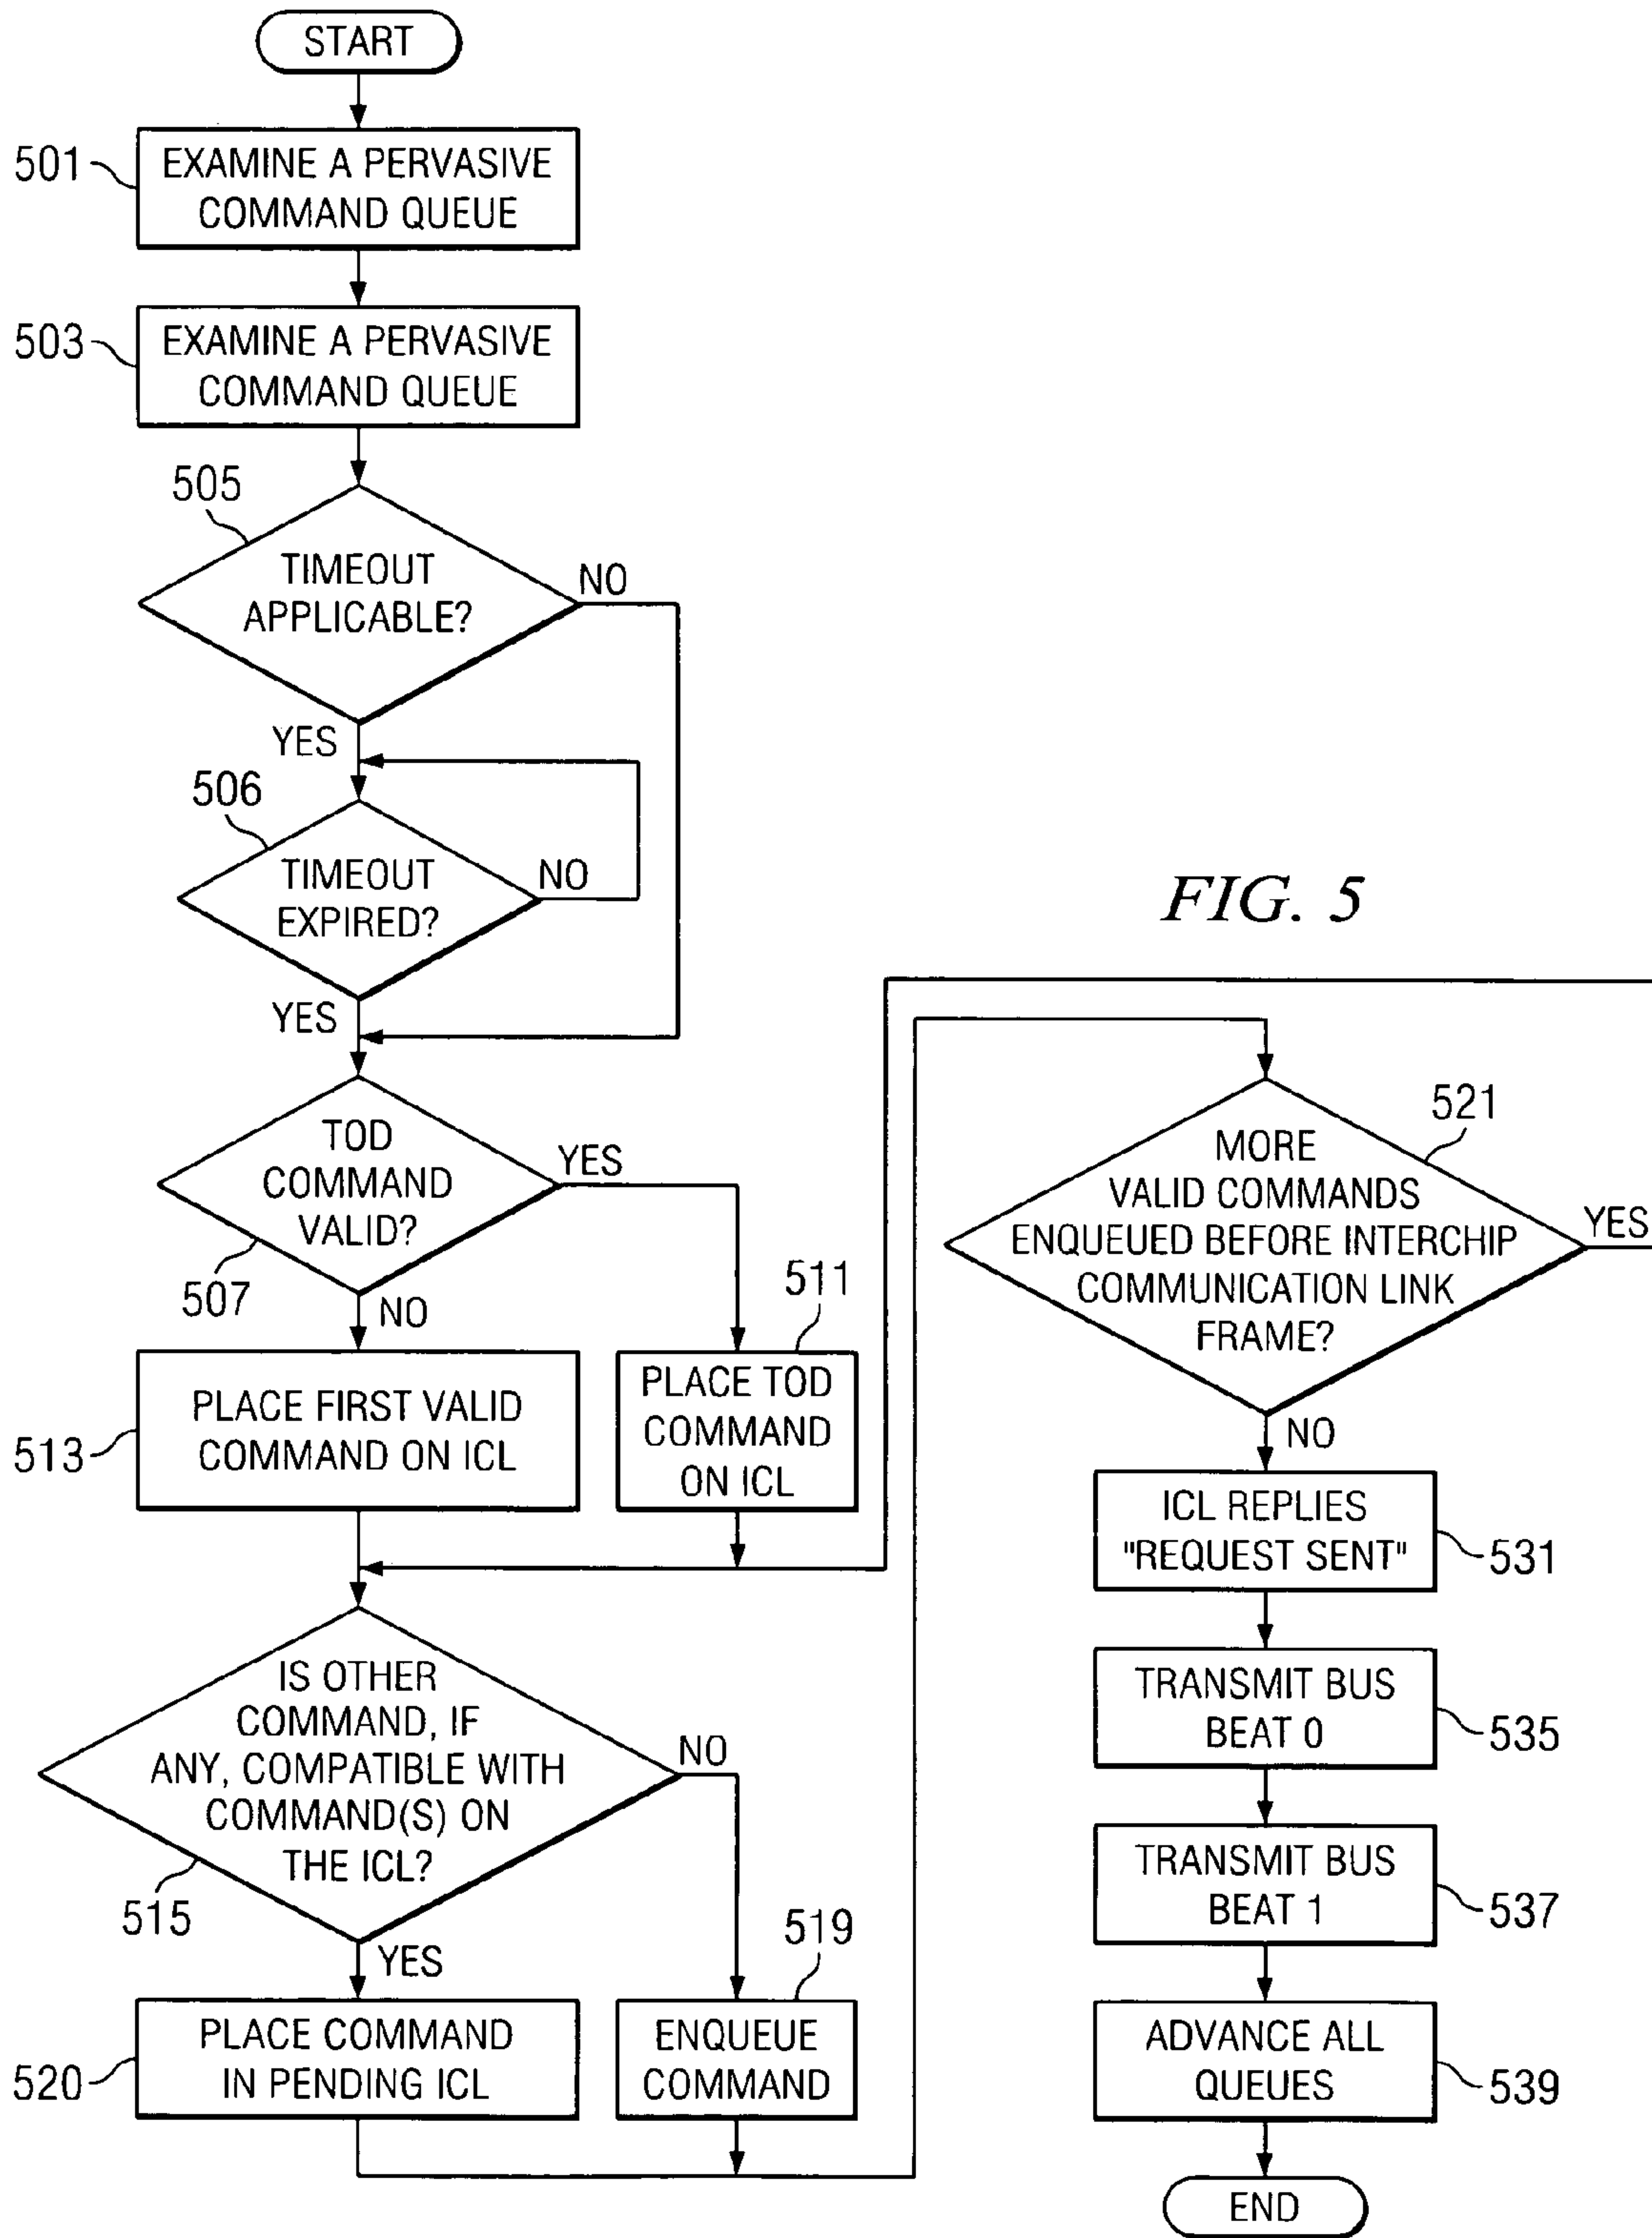 START
501
EXAMINE A PERVASIVE
COMMAND QUEUE
503
EXAMINE A PERVASIVE
COMMAND QUEUE
505
TIMEOUT
APPLICABLE?
NO
YES
506
TIMEOUT
EXPIRED?
NO
YES
TOD
COMMAND
VALID?
YES
507
NO
511
PLACE TOD
COMMAND
ON ICL
513
PLACE FIRST VALID
COMMAND ON ICL
IS OTHER
COMMAND, IF
ANY, COMPATIBLE WITH
COMMAND(S) ON
THE ICL?
NO
515
YES
519
ENQUEUE
COMMAND
520
PLACE COMMAND
IN PENDING ICL
FIG. 5
521
MORE
VALID COMMANDS
ENQUEUED BEFORE INTERCHIP
COMMUNICATION LINK
FRAME?
YES
NO
ICL REPLIES
"REQUEST SENT"
531
TRANSMIT BUS
BEAT 0
535
TRANSMIT BUS
BEAT 1
537
ADVANCE ALL
QUEUES
539
END